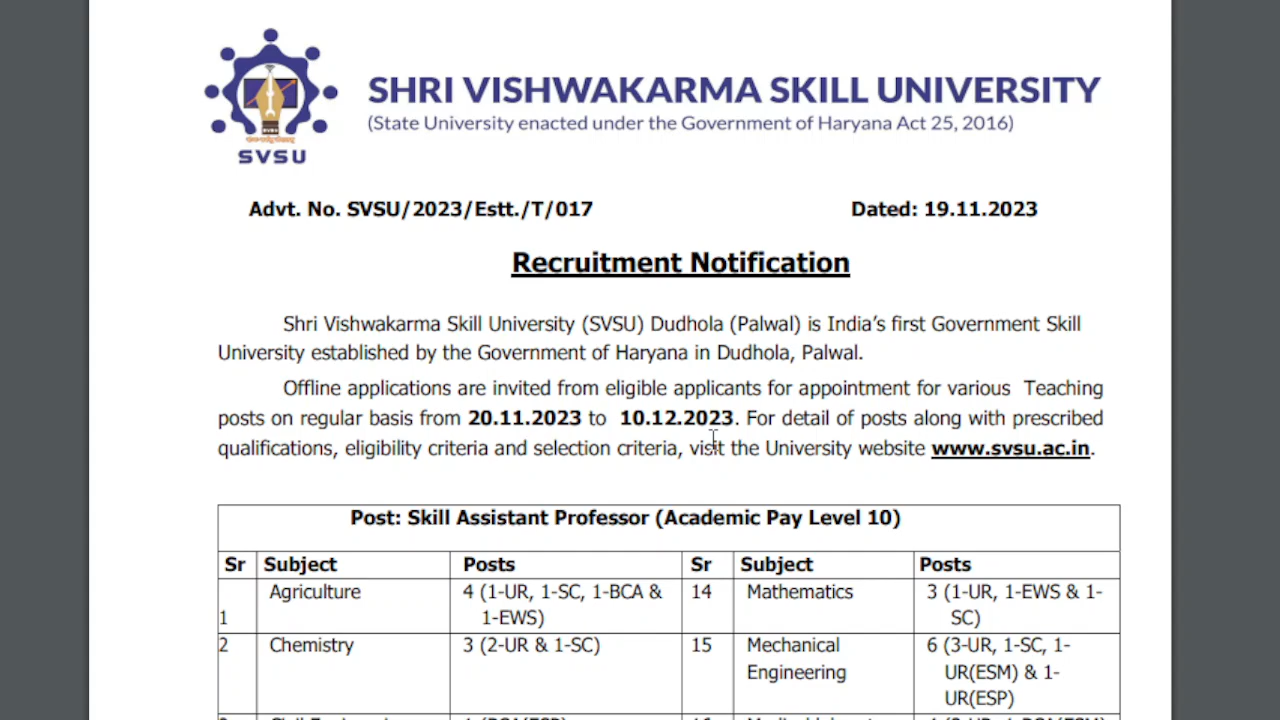 SHRI VISHWAKARMA SKILL UNIVERSITY
(State University enacted under the Government of Haryana Act 25, 2016)
SVSU
Advt. No. SVSU/2023/Estt./T/017 Dated: 19.11.2023
Recruitment Notification
Shri Vishwakarma Skill University (SVSU) Dudhola (Palwal) is India’s first Government Skill
University established by the Government of Haryana in Dudhola, Palwal.
Offline applications are invited from eligible applicants for appointment for various Teaching
posts on regular basis from 20.11.2023 to 10.12.2023. For detail of posts along with prescribed
qualifications, eligibility criteria and selection criteria, visit the University website www.svsu.ac.in.
Post: Skill Assistant Professor (Academic Pay Level 10)
Sr Subject Posts Sr Subject Posts
Agriculture 4 (1-UR, 1-SC, 1-BCA & 14 Mathematics 3 (1-UR, 1-EWS & 1-
1 1-EWS) SC)
2 Chemistry 3 (2-UR & 1-SC) 15 Mechanical 6 (3-UR, 1-SC, 1-
Engineering UR(ESM) & 1-
UR(ESP)